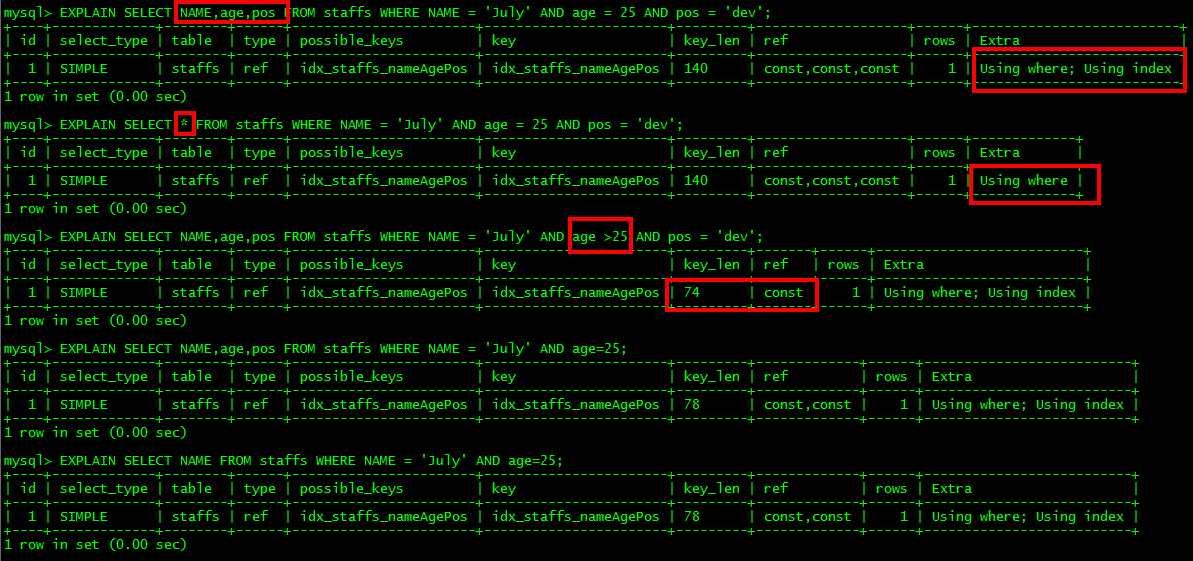 mysql> EXPLAIN SELECT NAME,age,pos FROM staffs WHERE NAME = 'July' AND age = 25 AND pos = 'dev';
+----+-------------+--------+------+-----------------------+-----------------------+---------+-------------------+------+--------------------------+
| id | select_type | table | type | possible_keys | key | key_len | ref | rows | Extra |
| 1 | SIMPLE | staffs | ref | idx_staffs_nameAgePos | idx_staffs_nameAgePos | 140 | const,const,const | 1 | Using where; Using index |
1 row in set (0.00 sec)
mysql> EXPLAIN SELECT * FROM staffs WHERE NAME = 'July' AND age = 25 AND pos = 'dev';
| id | select_type | table | type | possible_keys | key | key_len | ref | rows | Extra |
| 1 | SIMPLE | staffs | ref | idx_staffs_nameAgePos | idx_staffs_nameAgePos | 140 | const,const,const | 1 | Using where |
1 row in set (0.00 sec)
mysql> EXPLAIN SELECT NAME,age,pos FROM staffs WHERE NAME = 'July' AND age >25 AND pos = 'dev';
| id | select_type | table | type | possible_keys | key | key_len | ref | rows | Extra |
| 1 | SIMPLE | staffs | ref | idx_staffs_nameAgePos | idx_staffs_nameAgePos | 74 | const | 1 | Using where; Using index |
1 row in set (0.00 sec)
mysql> EXPLAIN SELECT NAME,age,pos FROM staffs WHERE NAME = 'July' AND age=25;
| id | select_type | table | type | possible_keys | key | key_len | ref | rows | Extra |
| 1 | SIMPLE | staffs | ref | idx_staffs_nameAgePos | idx_staffs_nameAgePos | 78 | const,const | 1 | Using where; Using index |
1 row in set (0.00 sec)
mysql> EXPLAIN SELECT NAME FROM staffs WHERE NAME = 'July' AND age=25;
| id | select_type | table | type | possible_keys | key | key_len | ref | rows | Extra |
| 1 | SIMPLE | staffs | ref | idx_staffs_nameAgePos | idx_staffs_nameAgePos | 78 | const,const | 1 | Using where; Using index |
1 row in set (0.00 sec)